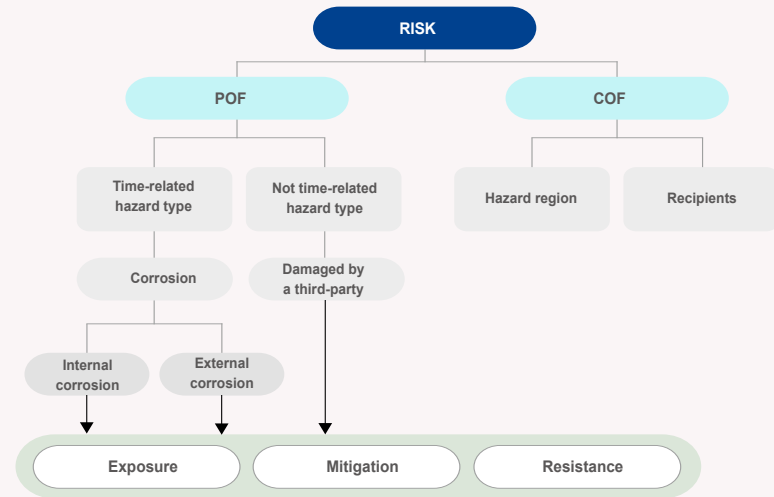 RISK
POF
COF
Time-related
hazard type
Not time-related
hazard type
Hazard region
Recipients
Corrosion
Damaged by
a third-party
Internal
corrosion
External
corrosion
Exposure
Mitigation
Resistance